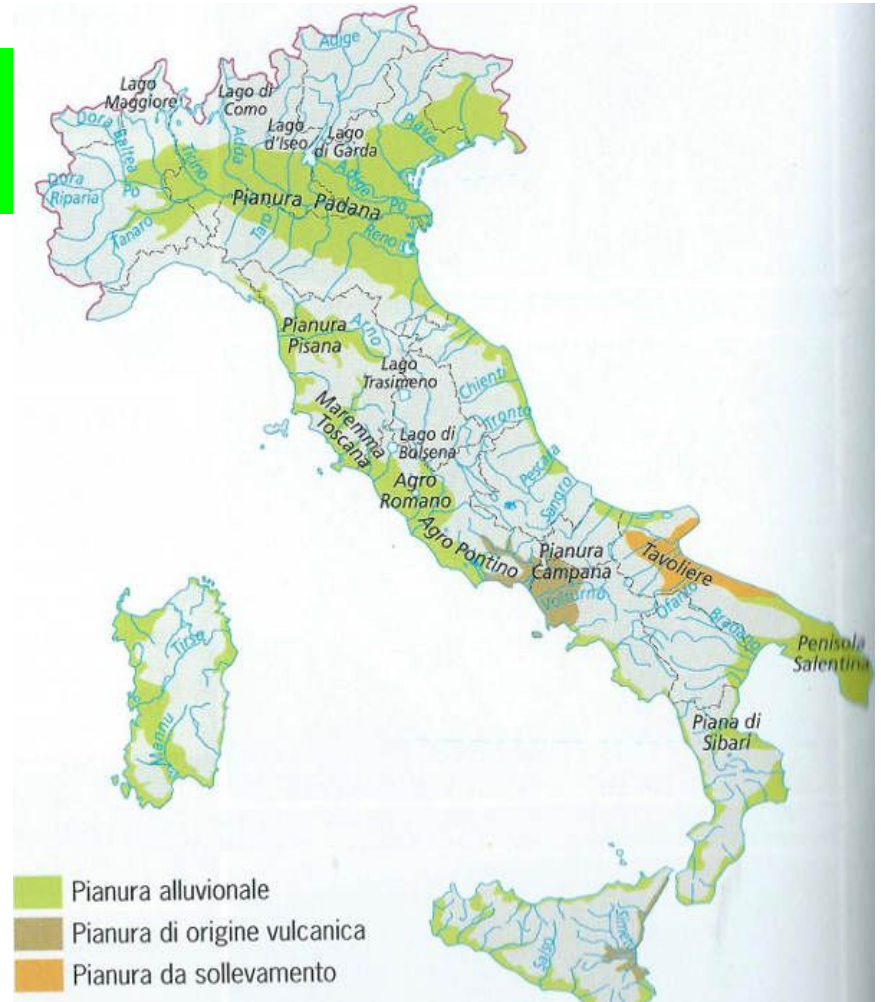 Adige
Lago
Maggiore
Lago di
Como
Lago
d'Iseo
Lago
di Garda
Piave
Dora
Baltea
Ticino
Adda
Adige
Dora
Riparia
Po
Po
Pianura Padana
Tanaro
Taro
Reno
Pianura
Pisana
Arno
Lago
Trasimeno
Chienti
Maremma
Toscana
Tronto
Lago di
Bolsena
Pescara
Agro
Romano
Sangro
Agro Pontino
Pianura
Campana
Volturno
Tavoliere
Ofanto
Bradano
Penisola
Salentina
Tirso
Piana di
Sibari
Mannu
Simeto
Salso
Pianura alluvionale
Pianura di origine vulcanica
Pianura da sollevamento